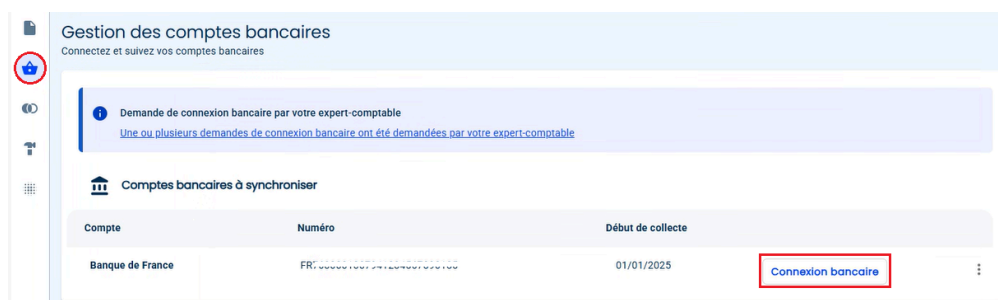 Gestion des comptes bancaires
Connectez et suivez vos comptes bancaires
Demande de connexion bancaire par votre expert-comptable
Une ou plusieurs demandes de connexion bancaire ont été demandées par votre expert-comptable
Comptes bancaires à synchroniser
Compte Numéro Début de collecte
Banque de France 01/01/2025 Connexion bancaire